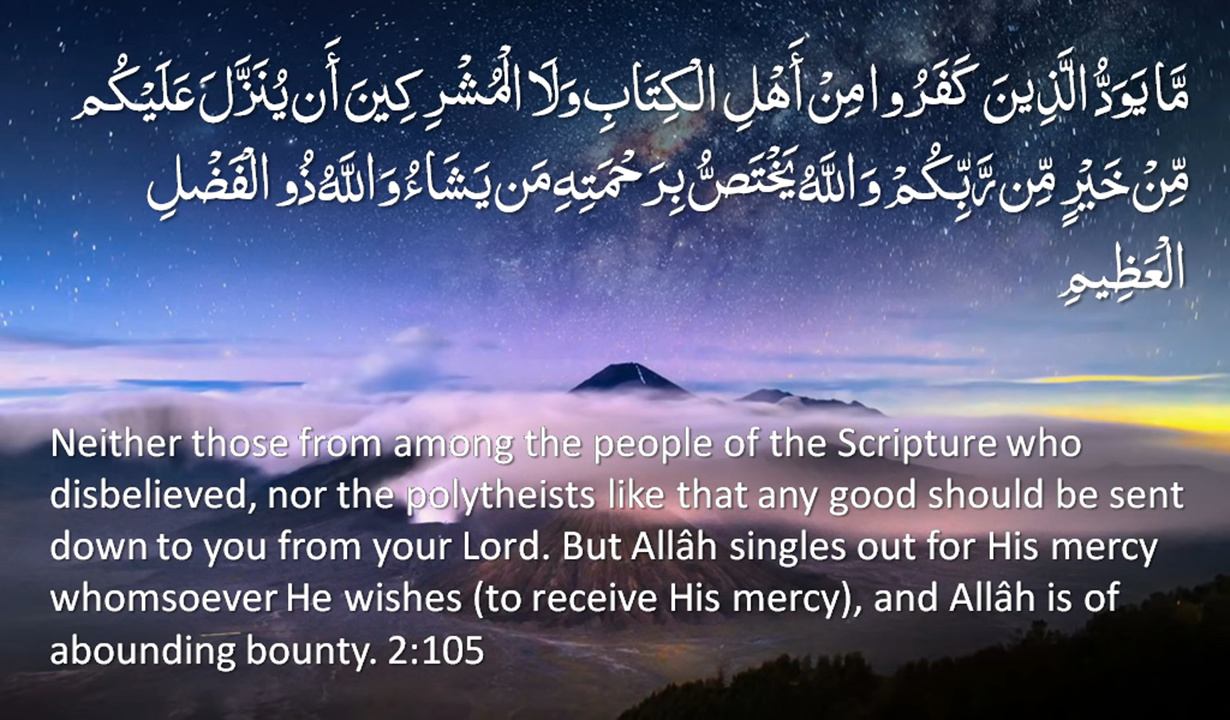 مَّا يَوَدُّ الَّذِينَ كَفَرُوا مِنْ أَهْلِ الْكِتَابِ وَلَا الْمُشْرِكِينَ أَن يُنَزَّلَ عَلَيْكُم
مِّنْ خَيْرٍ مِّن رَّبِّكُمْ وَاللَّهُ يَخْتَصُّ بِرَحْمَتِهِ مَن يَشَاءُ وَاللَّهُ ذُو الْفَضْلِ
الْعَظِيمِ
Neither those from among the people of the Scripture who
disbelieved, nor the polytheists like that any good should be sent
down to you from your Lord. But Allâh singles out for His mercy
whomsoever He wishes (to receive His mercy), and Allâh is of
abounding bounty. 2:105